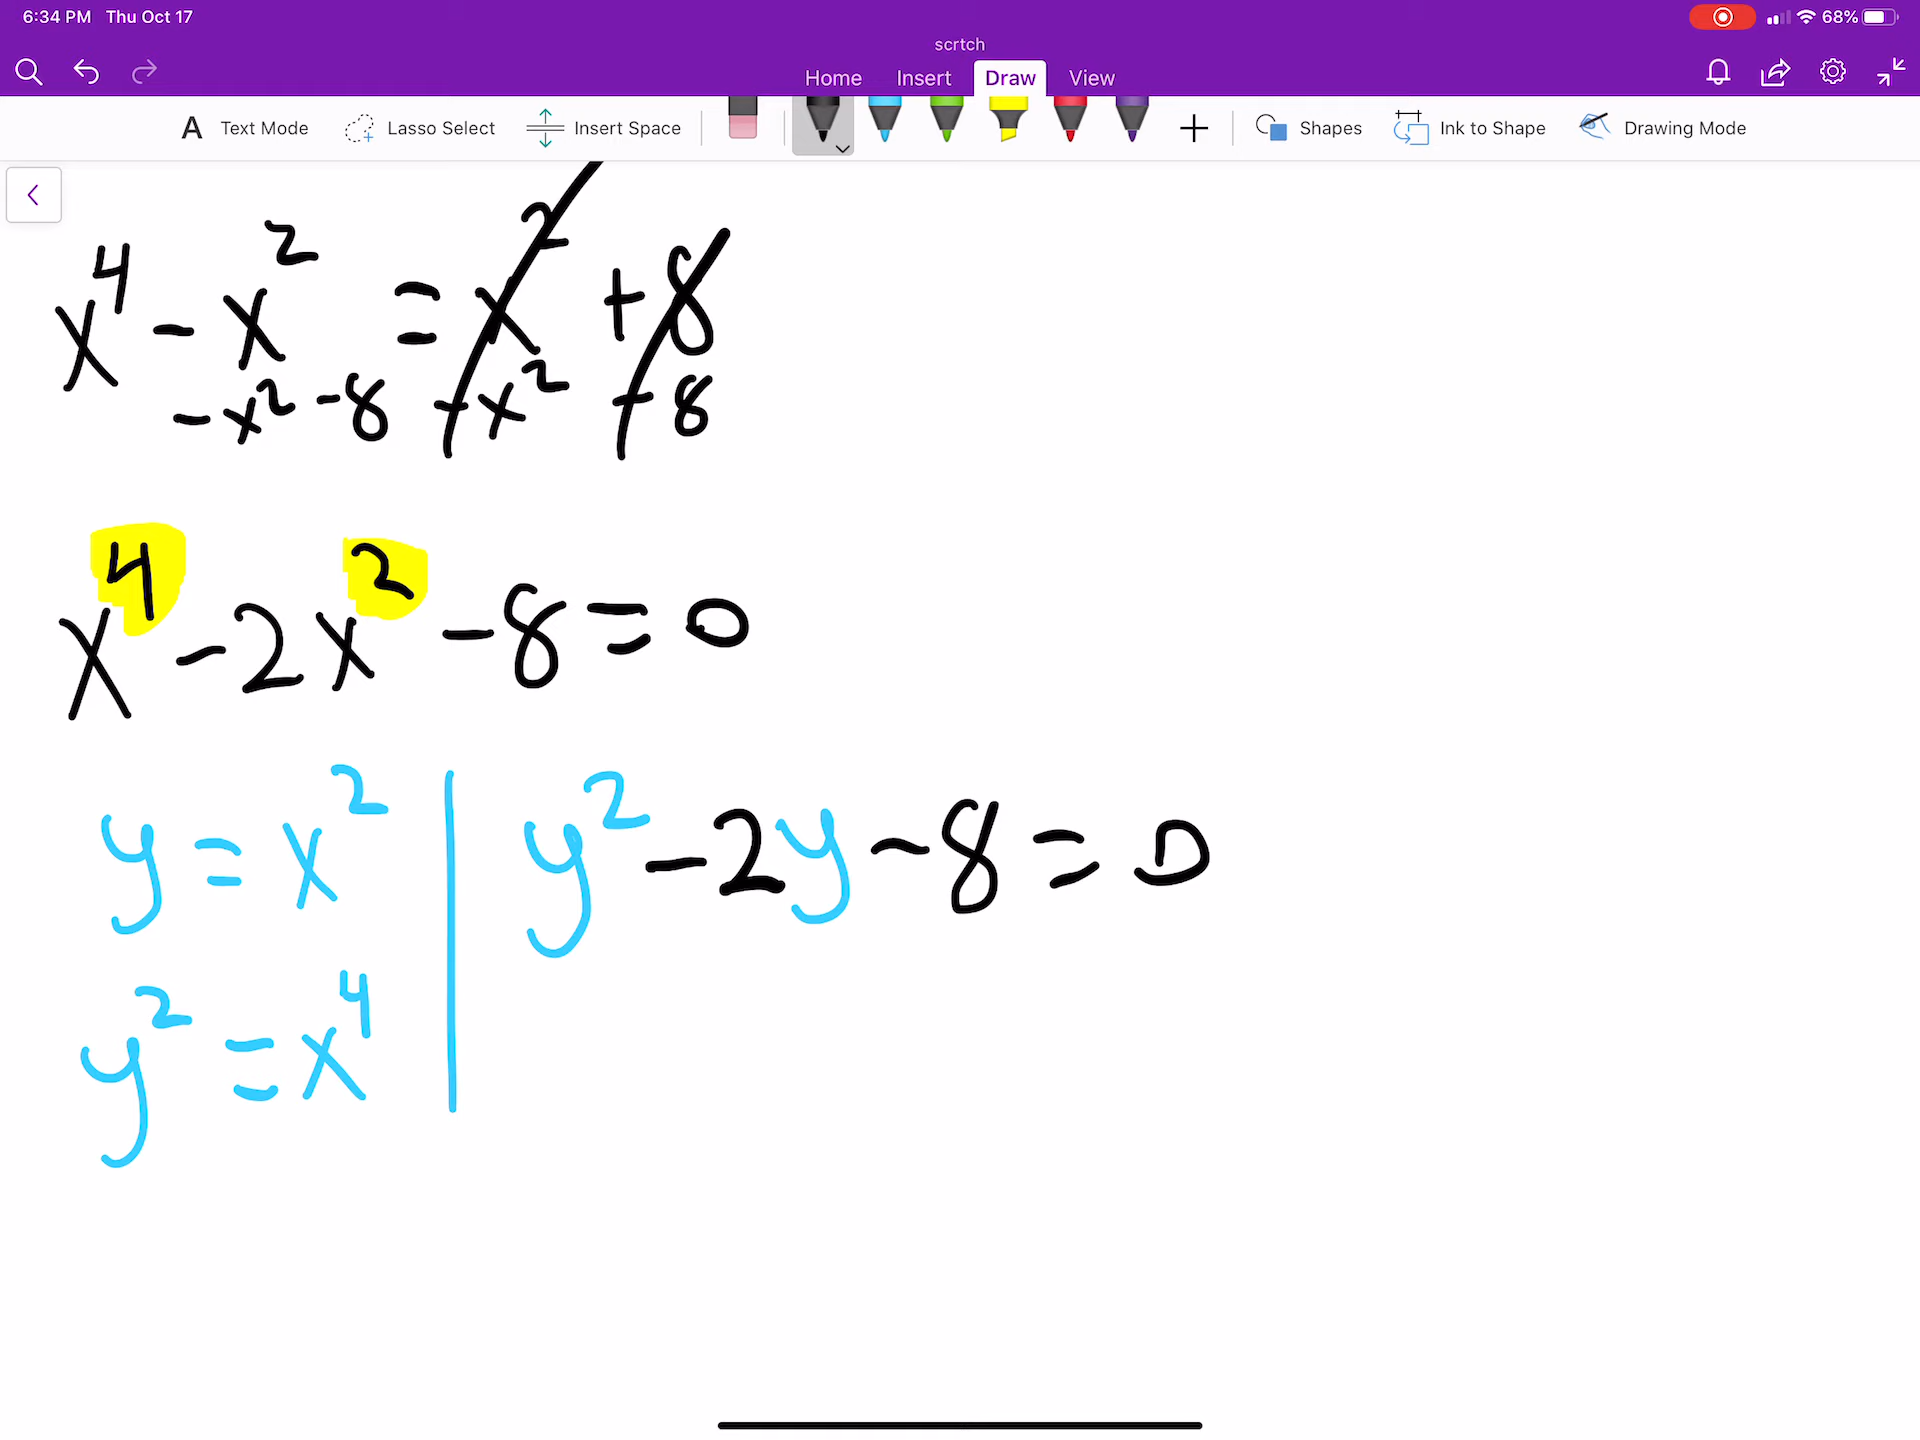 6:34 PM Thu Oct 17 68%
scrtch
Home Insert Draw View
A Text Mode Lasso Select Insert Space Shapes Ink to Shape Drawing Mode
x⁴ - x² = x² + 8
- x² - 8 - x² - 8
x⁴ - 2x² - 8 = 0
y = x² | y² - 2y - 8 = 0
y² = x⁴